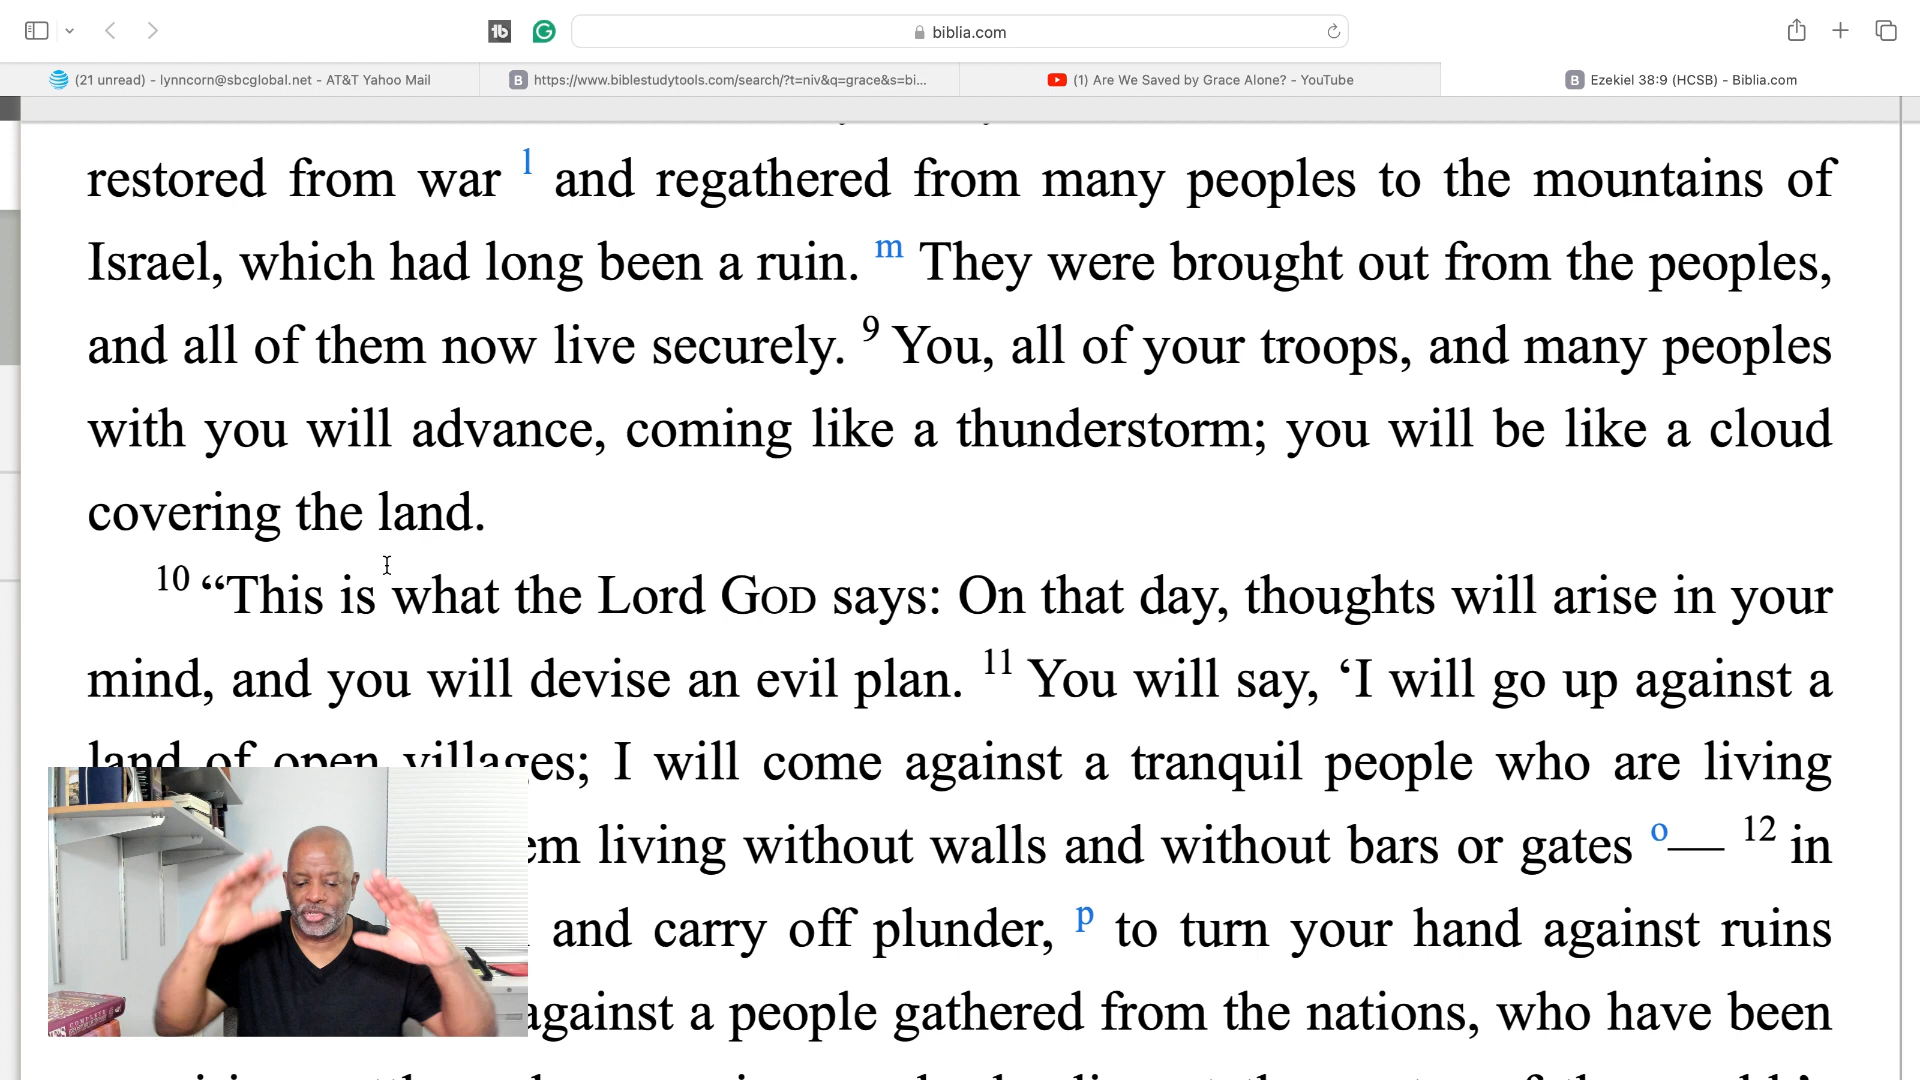 biblia.com
(21 unread) - lynncorn@sbcglobal.net - AT&T Yahoo Mail
https://www.biblestudytools.com/search/?t=niv&q=grace&s=bi...
(1) Are We Saved by Grace Alone? - YouTube
Ezekiel 38:9 (HCSB) - Biblia.com
restored from war l and regathered from many peoples to the mountains of
Israel, which had long been a ruin. m They were brought out from the peoples,
and all of them now live securely. 9 You, all of your troops, and many peoples
with you will advance, coming like a thunderstorm; you will be like a cloud
covering the land.
10 “This is what the Lord GOD says: On that day, thoughts will arise in your
mind, and you will devise an evil plan. 11 You will say, ‘I will go up against a
land of open villages; I will come against a tranquil people who are living
living without walls and without bars or gates o— 12 in
and carry off plunder, p to turn your hand against ruins
against a people gathered from the nations, who have been